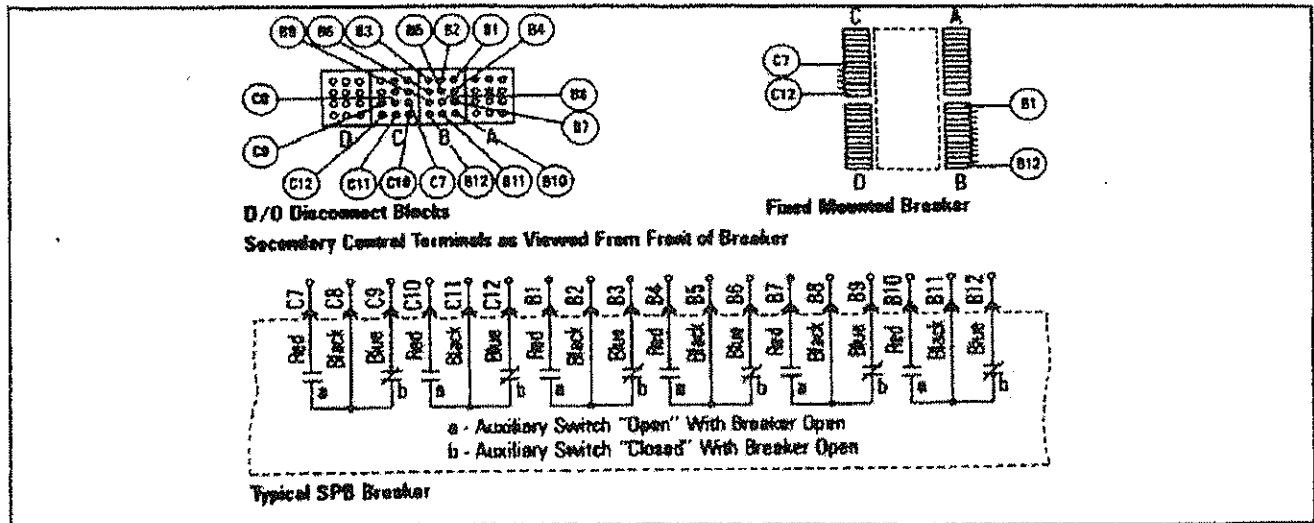 B9 B6 B3 B5 B2 B1 B4
C8 B8
B7
C9
D C B A
C12 C11 C10 C7 B12 B11 B10
D/O Disconnect Blocks
C A
C7
C12 B1
B12
D B
Fixed Mounted Breaker
Secondary Control Terminals as Viewed From Front of Breaker
C7 C8 C9 C10 C11 C12 B1 B2 B3 B4 B5 B6 B7 B8 B9 B10 B11 B12
Red Black Blue Red Black Blue Red Black Blue Red Black Blue Red Black Blue Red Black Blue
a b a b a b a b a b a b
a - Auxiliary Switch "Open" With Breaker Open
b - Auxiliary Switch "Closed" With Breaker Open
Typical SPB Breaker